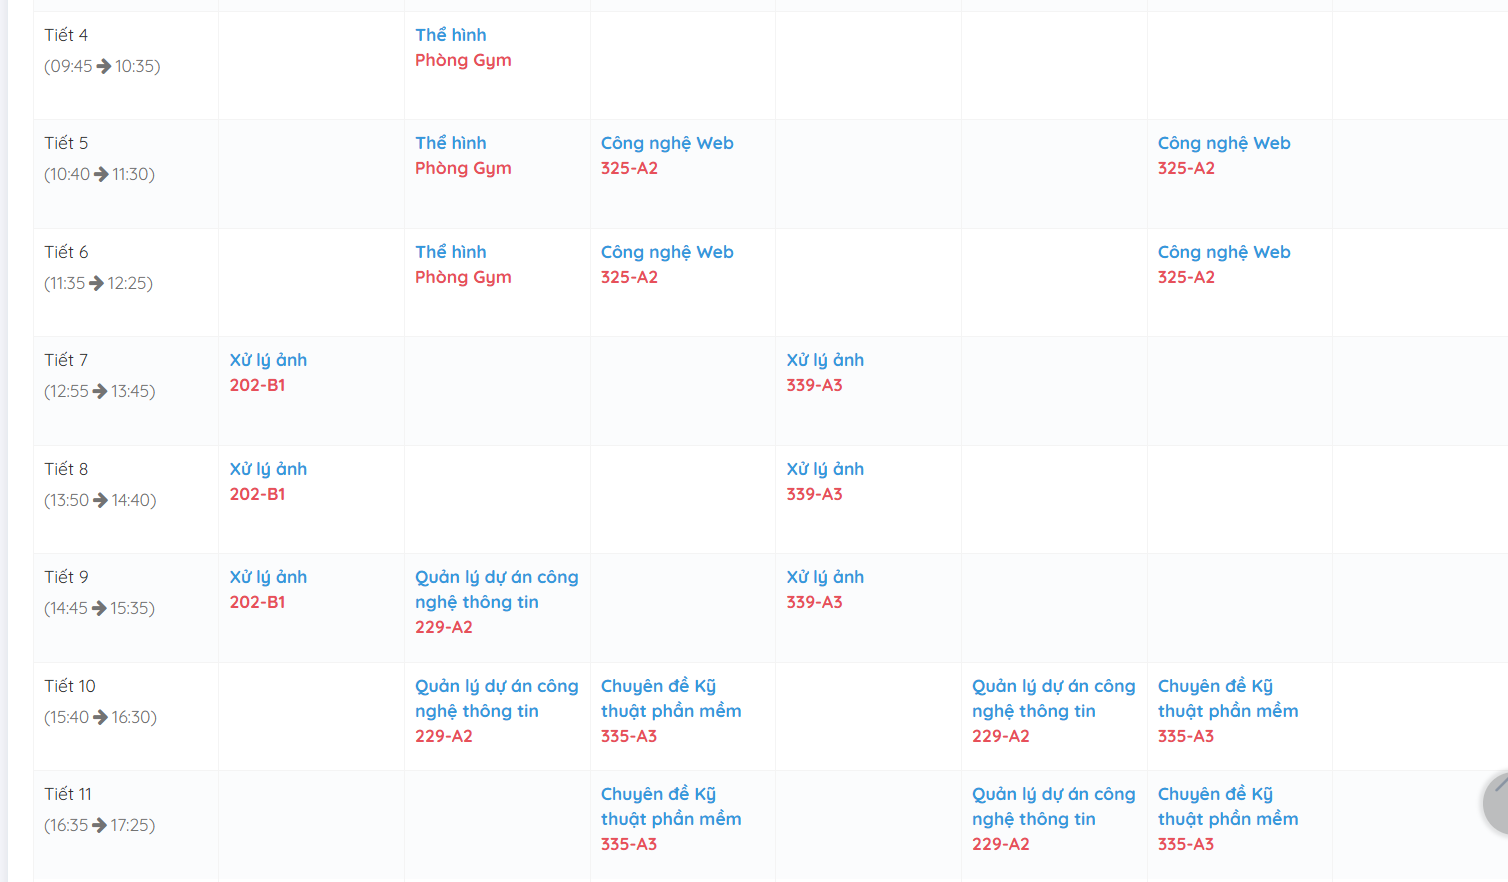 Tiết 4
(09:45 → 10:35)
Thể hình
Phòng Gym
Tiết 5
(10:40 → 11:30)
Thể hình
Phòng Gym
Công nghệ Web
325-A2
Công nghệ Web
325-A2
Tiết 6
(11:35 → 12:25)
Thể hình
Phòng Gym
Công nghệ Web
325-A2
Công nghệ Web
325-A2
Tiết 7
(12:55 → 13:45)
Xử lý ảnh
202-B1
Xử lý ảnh
339-A3
Tiết 8
(13:50 → 14:40)
Xử lý ảnh
202-B1
Xử lý ảnh
339-A3
Tiết 9
(14:45 → 15:35)
Xử lý ảnh
202-B1
Quản lý dự án công
nghệ thông tin
229-A2
Xử lý ảnh
339-A3
Tiết 10
(15:40 → 16:30)
Quản lý dự án công
nghệ thông tin
229-A2
Chuyên đề Kỹ
thuật phần mềm
335-A3
Quản lý dự án công
nghệ thông tin
229-A2
Chuyên đề Kỹ
thuật phần mềm
335-A3
Tiết 11
(16:35 → 17:25)
Chuyên đề Kỹ
thuật phần mềm
335-A3
Quản lý dự án công
nghệ thông tin
229-A2
Chuyên đề Kỹ
thuật phần mềm
335-A3